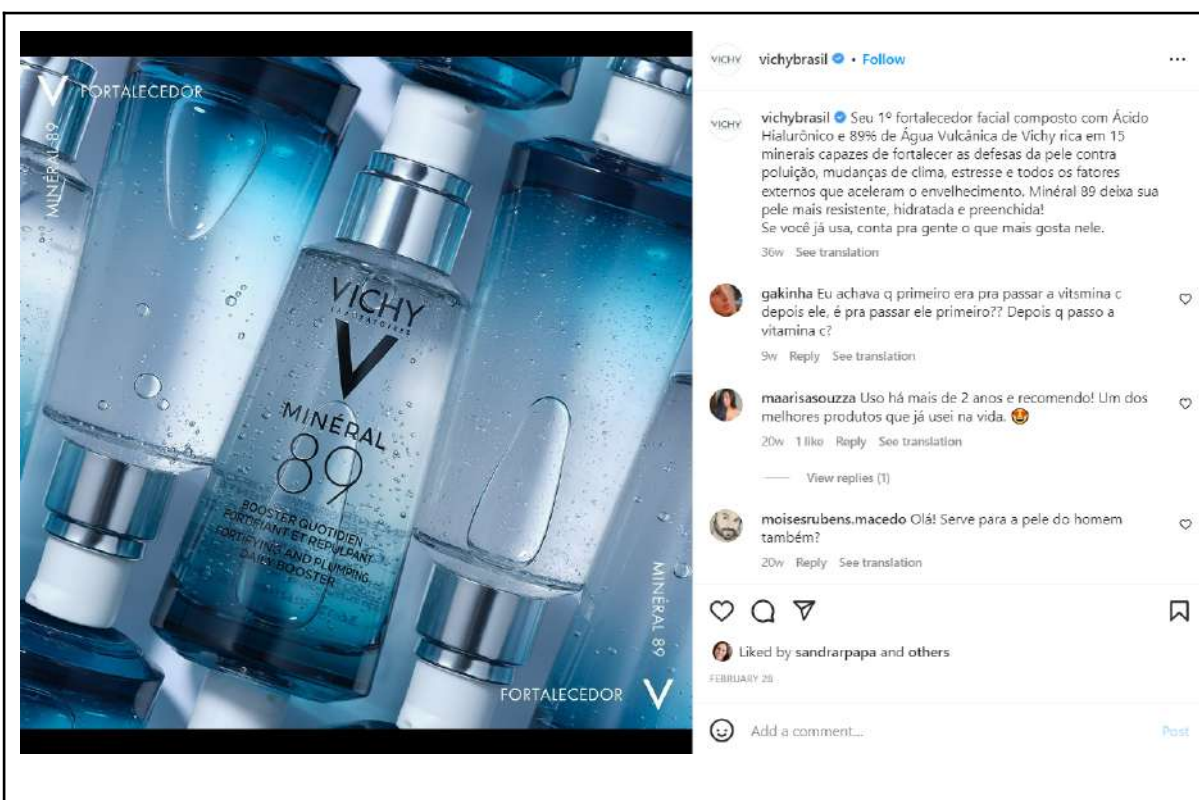 FORTALECEDOR
MINÉRAL 89
VICHY
LABORATOIRES
MINÉRAL
89
BOOSTER QUOTIDIEN
FORTIFIANT ET REPULPANT
FORTIFYING AND PLUMPING
DAILY BOOSTER
MINÉRAL 89
FORTALECEDOR
VICHY
vichybrasil • Follow
VICHY
vichybrasil Seu 1º fortalecedor facial composto com Ácido
Hialurônico e 89% de Água Vulcânica de Vichy rica em 15
minerais capazes de fortalecer as defesas da pele contra
poluição, mudanças de clima, estresse e todos os fatores
externos que aceleram o envelhecimento. Minéral 89 deixa sua
pele mais resistente, hidratada e preenchida!
Se você já usa, conta pra gente o que mais gosta nele.
36w See translation
gakinha Eu achava q primeiro era pra passar a vitsmina c
depois ele, é pra passar ele primeiro?? Depois q passo a
vitamina c?
9w Reply See translation
maarisasouzza Uso há mais de 2 anos e recomendo! Um dos
melhores produtos que já usei na vida. 🤩
20w 1 like Reply See translation
View replies (1)
moisesrubens.macedo Olá! Serve para a pele do homem
também?
20w Reply See translation
Liked by sandrarpapa and others
FEBRUARY 26
Add a comment...
Post